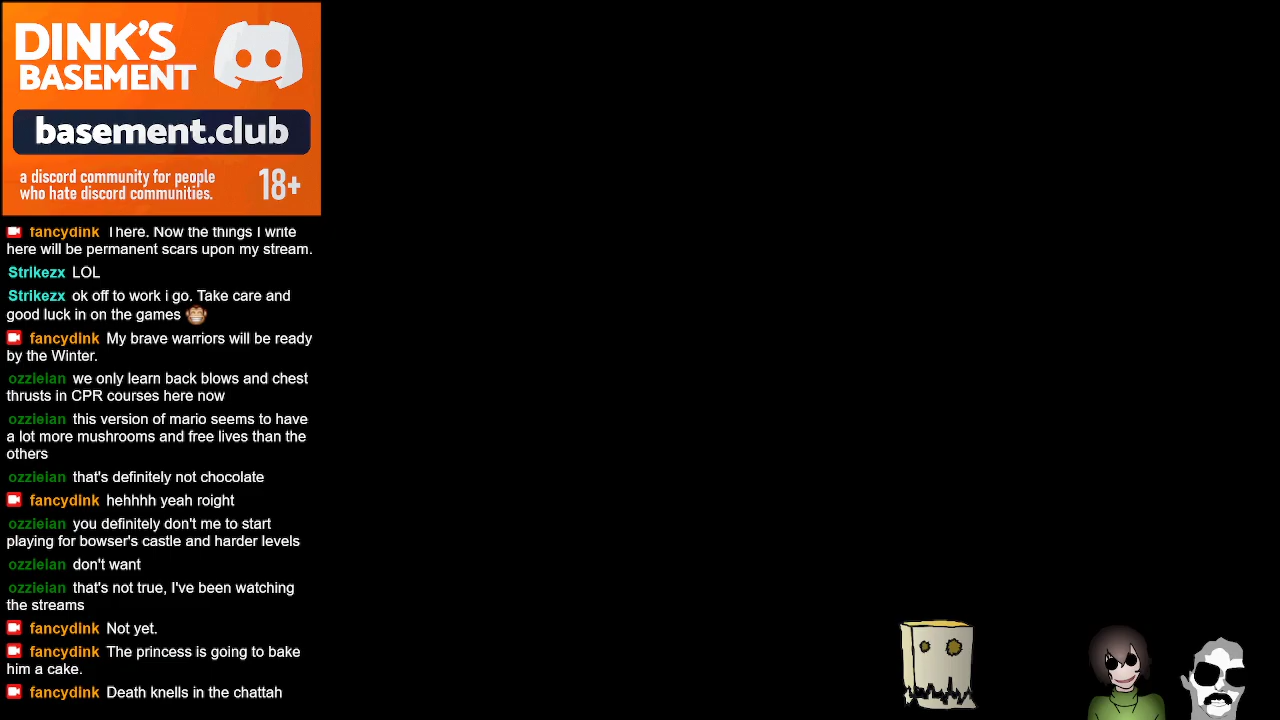 DINK'S
BASEMENT
basement.club
a discord community for people
who hate discord communities.
18+
fancydink There. Now the things I write
here will be permanent scars upon my stream.
Strikezx LOL
Strikezx ok off to work i go. Take care and
good luck in on the games
fancydink My brave warriors will be ready
by the Winter.
ozzieian we only learn back blows and chest
thrusts in CPR courses here now
ozzieian this version of mario seems to have
a lot more mushrooms and free lives than the
others
ozzieian that's definitely not chocolate
fancydink hehhhh yeah roight
ozzieian you definitely don't me to start
playing for bowser's castle and harder levels
ozzieian don't want
ozzieian that's not true, I've been watching
the streams
fancydink Not yet.
fancydink The princess is going to bake
him a cake.
fancydink Death knells in the chattah